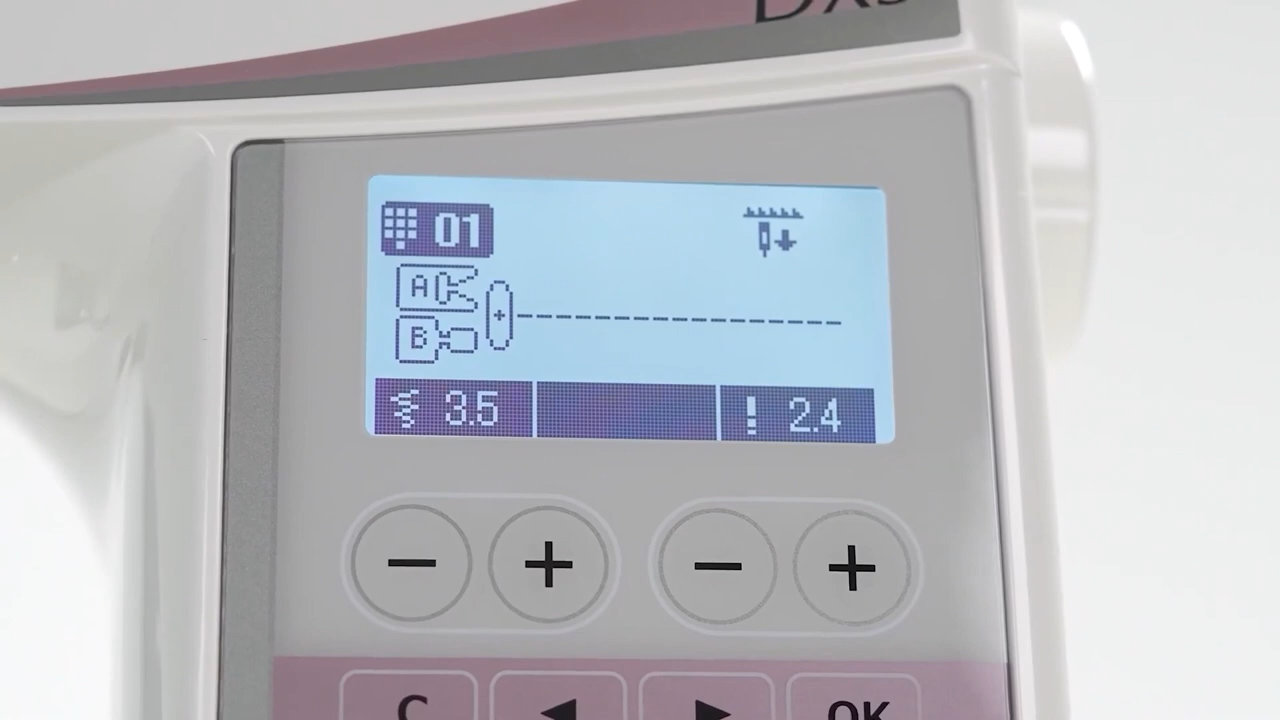 01
A
B
3.5 2.4
− + − +
C ◀ ▶ OK